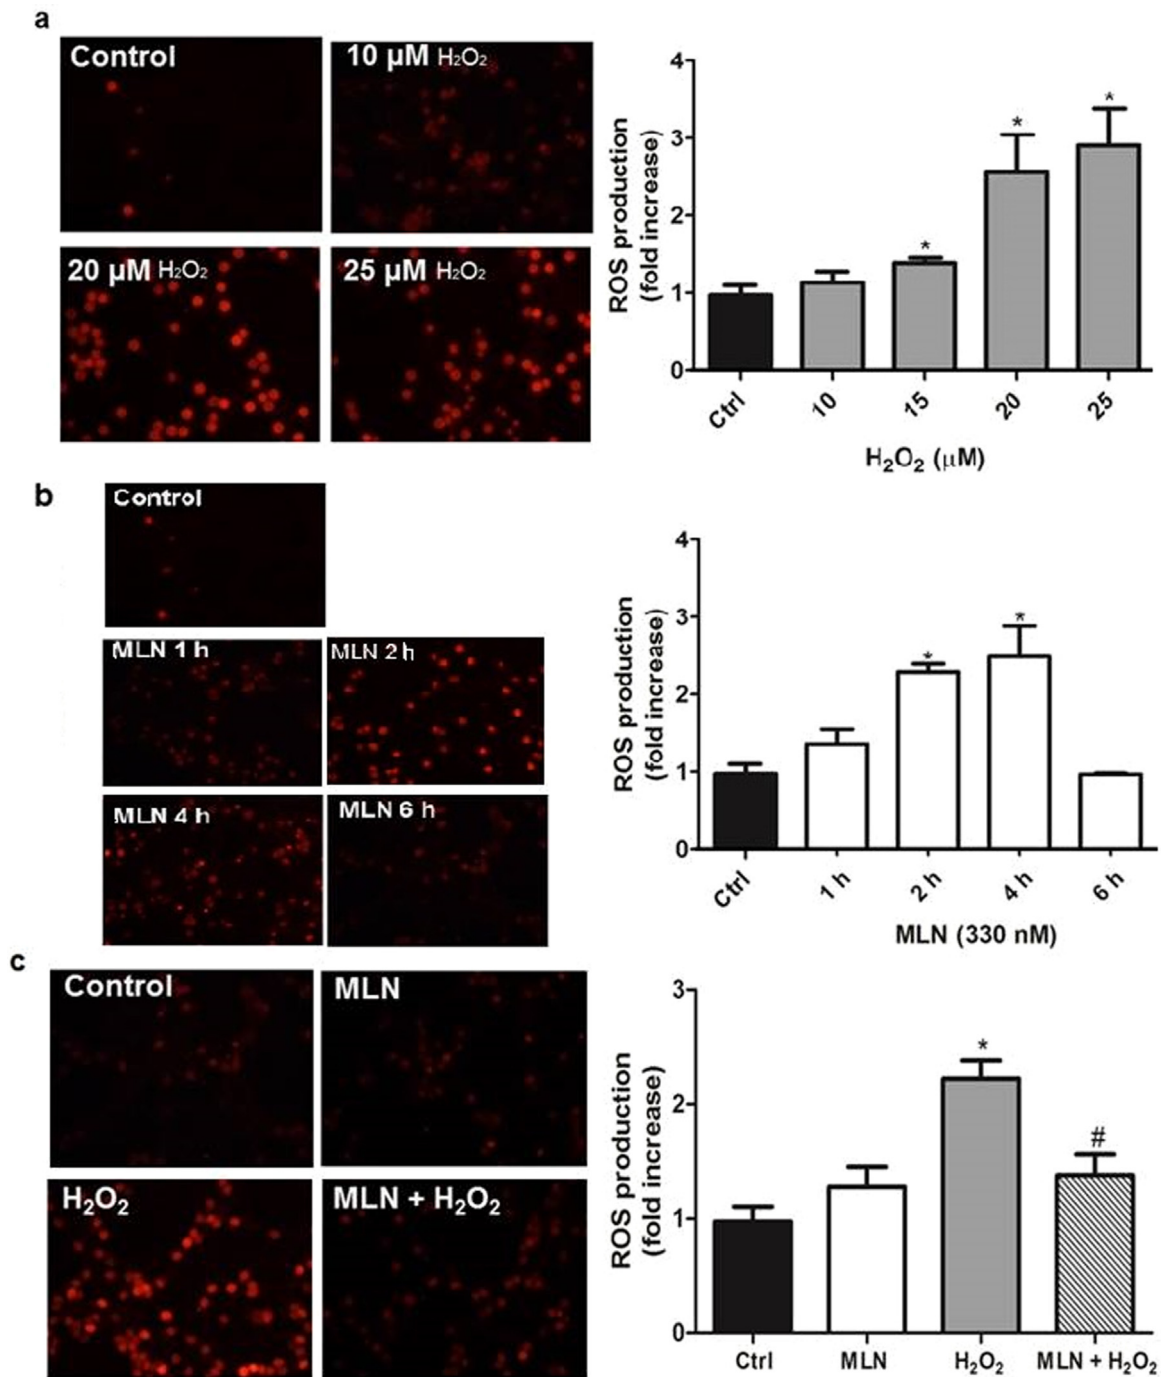 a
Control
10 µM H₂O₂
20 µM H₂O₂
25 µM H₂O₂
ROS production
(fold increase)
4
3
2
1
0
*
*
*
Ctrl
10
15
20
25
H₂O₂ (µM)
b
Control
MLN 1 h
MLN 2 h
MLN 4 h
MLN 6 h
ROS production
(fold increase)
4
3
2
1
0
*
*
Ctrl
1 h
2 h
4 h
6 h
MLN (330 nM)
c
Control
MLN
H₂O₂
MLN + H₂O₂
ROS production
(fold increase)
3
2
1
0
*
#
Ctrl
MLN
H₂O₂
MLN + H₂O₂